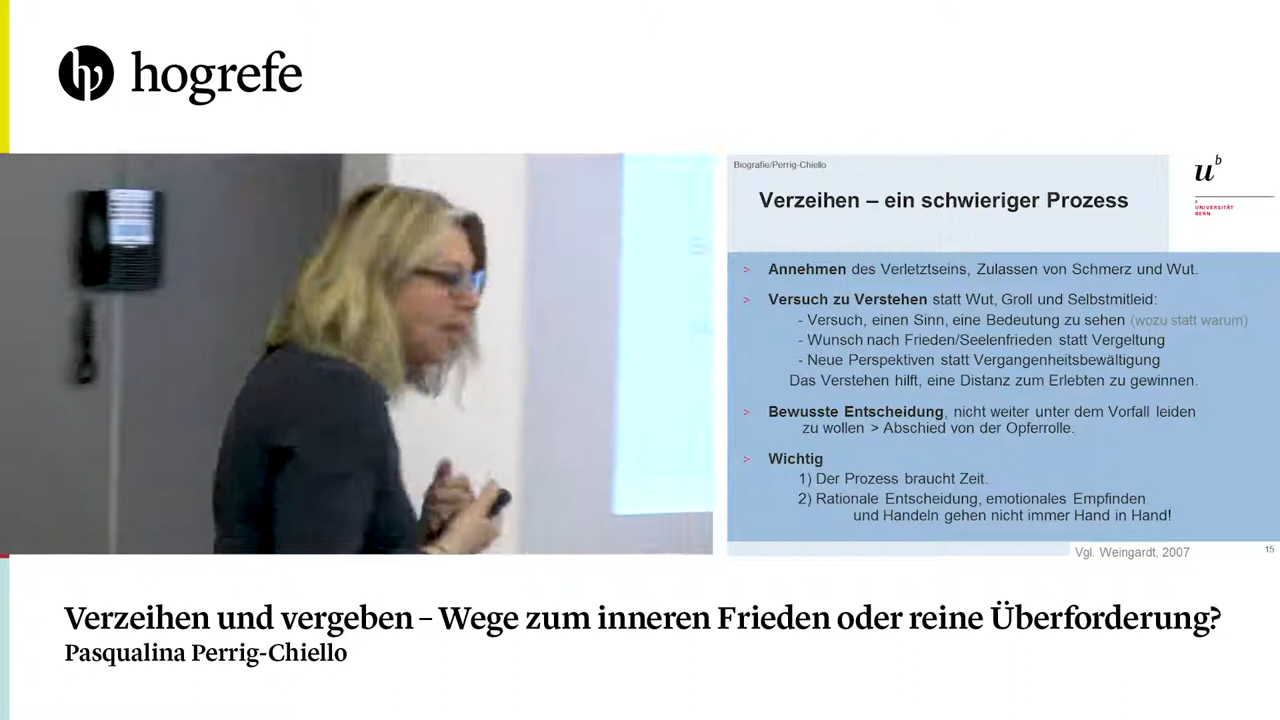 hogrefe
Biografie/Perrig-Chiello
Verzeihen – ein schwieriger Prozess
u b
b
UNIVERSITÄT
BERN
> Annehmen des Verletztseins, Zulassen von Schmerz und Wut.
> Versuch zu Verstehen statt Wut, Groll und Selbstmitleid:
- Versuch, einen Sinn, eine Bedeutung zu sehen (wozu statt warum)
- Wunsch nach Frieden/Seelenfrieden statt Vergeltung
- Neue Perspektiven statt Vergangenheitsbewältigung
Das Verstehen hilft, eine Distanz zum Erlebten zu gewinnen.
> Bewusste Entscheidung, nicht weiter unter dem Vorfall leiden
zu wollen > Abschied von der Opferrolle.
> Wichtig
1) Der Prozess braucht Zeit.
2) Rationale Entscheidung, emotionales Empfinden
und Handeln gehen nicht immer Hand in Hand!
Vgl. Weingardt, 2007
15
Verzeihen und vergeben – Wege zum inneren Frieden oder reine Überforderung?
Pasqualina Perrig-Chiello